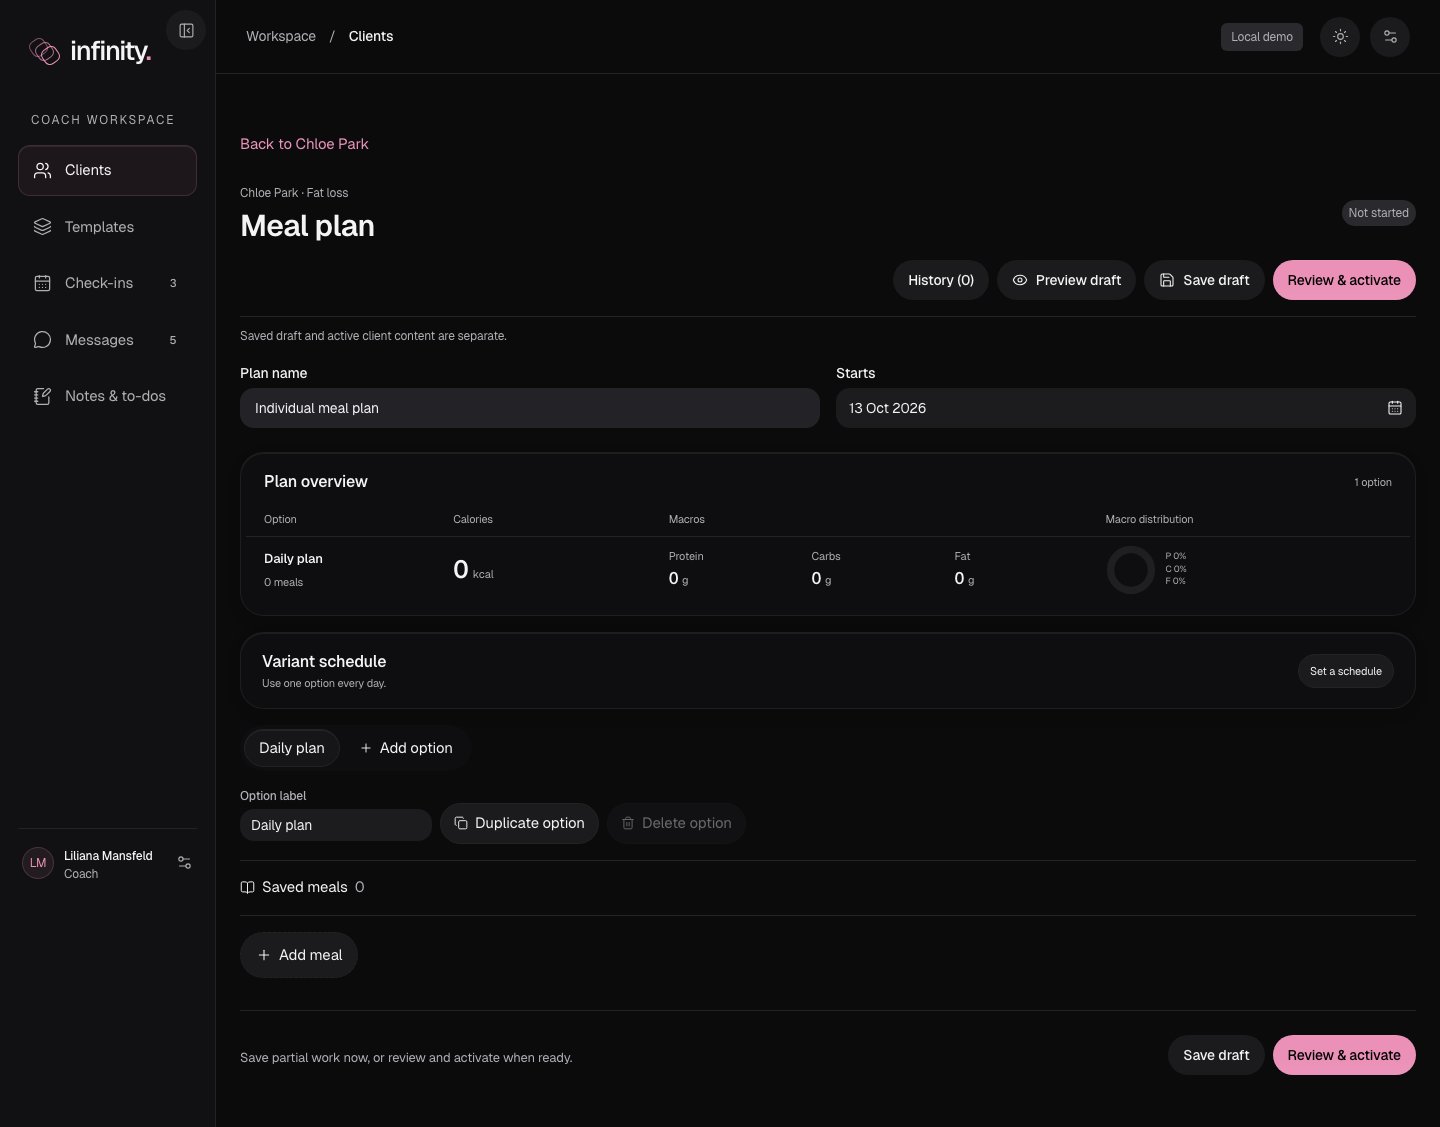 infinity.
COACH WORKSPACE
Clients
Templates
Check-ins 3
Messages 5
Notes & to-dos
LM
Liliana Mansfeld
Coach
Workspace / Clients
Local demo
Back to Chloe Park
Chloe Park · Fat loss
Meal plan
Not started
History (0)
Preview draft
Save draft
Review & activate
Saved draft and active client content are separate.
Plan name
Individual meal plan
Starts
13 Oct 2026
Plan overview
1 option
Option Calories Macros Macro distribution
Daily plan
0 meals
0 kcal
Protein
0 g
Carbs
0 g
Fat
0 g
P 0%
C 0%
F 0%
Variant schedule
Use one option every day.
Set a schedule
Daily plan
Add option
Option label
Daily plan
Duplicate option
Delete option
Saved meals 0
Add meal
Save partial work now, or review and activate when ready.
Save draft
Review & activate